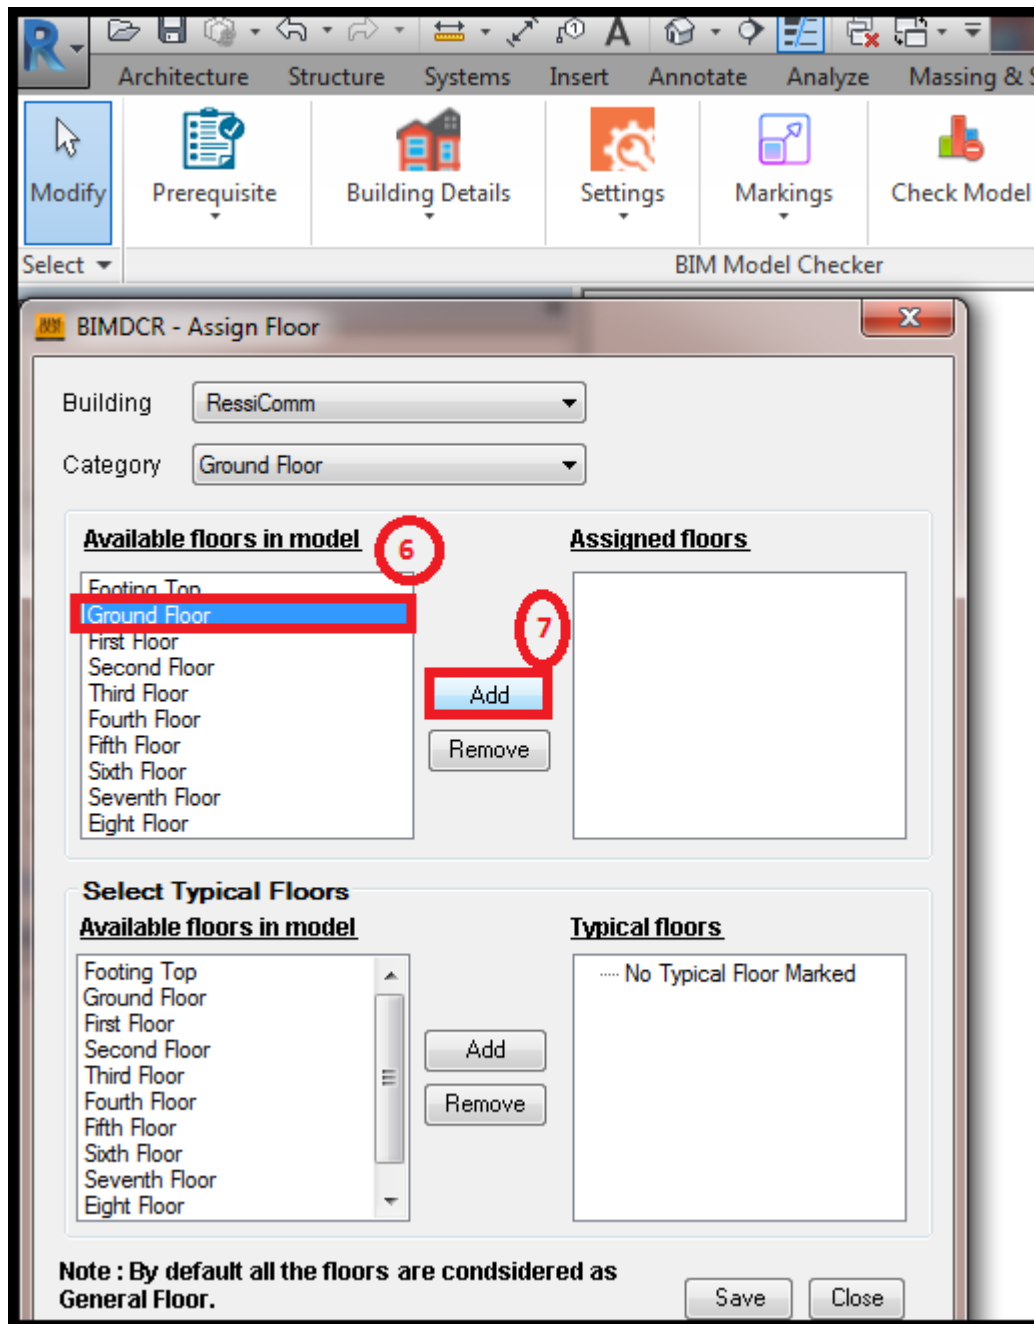 R
A
Architecture Structure Systems Insert Annotate Analyze Massing &
Modify Prerequisite Building Details Settings Markings Check Model
Select BIM Model Checker
BIMDCR - Assign Floor
Building RessiComm
Category Ground Floor
Available floors in model 6 Assigned floors
Footing Top
Ground Floor
First Floor
7
Second Floor
Third Floor
Add
Fourth Floor
Fifth Floor
Remove
Sixth Floor
Seventh Floor
Eight Floor
Select Typical Floors
Available floors in model Typical floors
Footing Top No Typical Floor Marked
Ground Floor
First Floor
Second Floor
Add
Third Floor
Fourth Floor
Remove
Fifth Floor
Sixth Floor
Seventh Floor
Eight Floor
Note : By default all the floors are condsidered as
General Floor.
Save Close